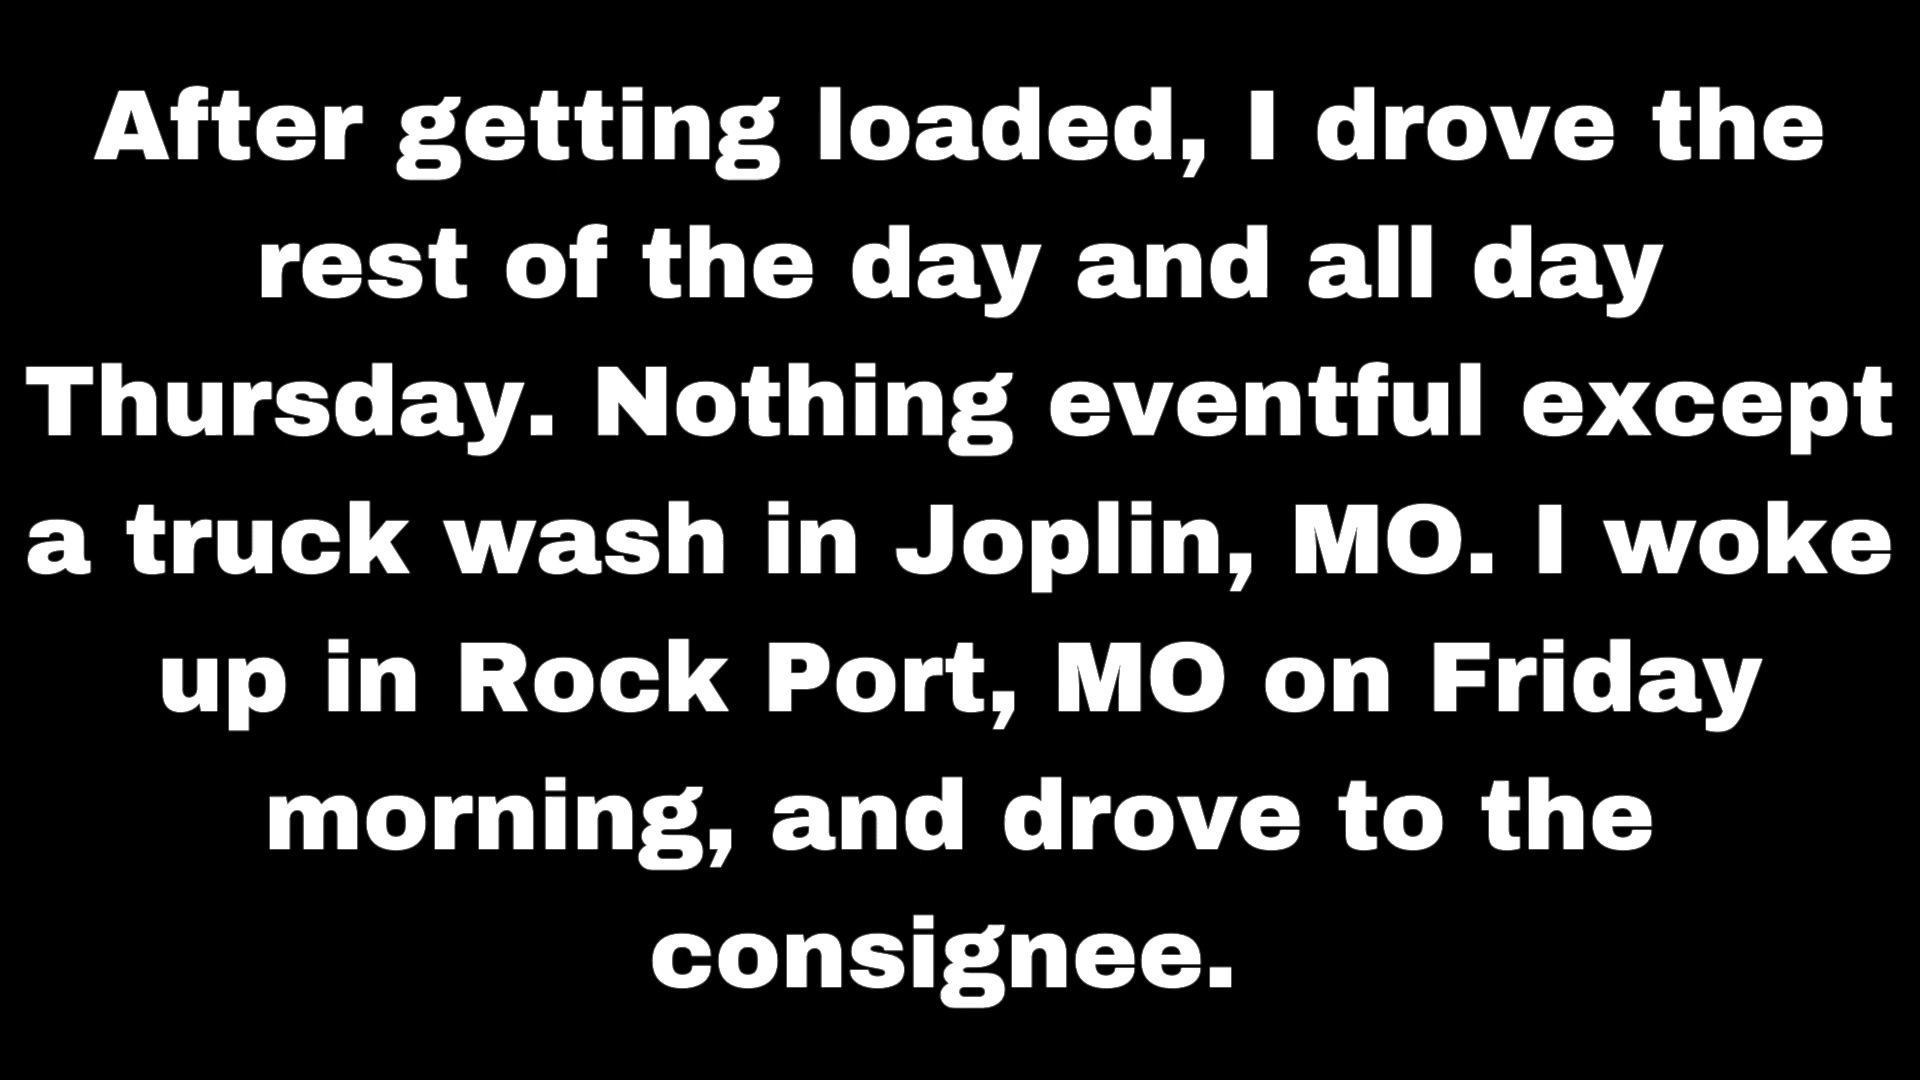 After getting loaded, I drove the
rest of the day and all day
Thursday. Nothing eventful except
a truck wash in Joplin, MO. I woke
up in Rock Port, MO on Friday
morning, and drove to the
consignee.